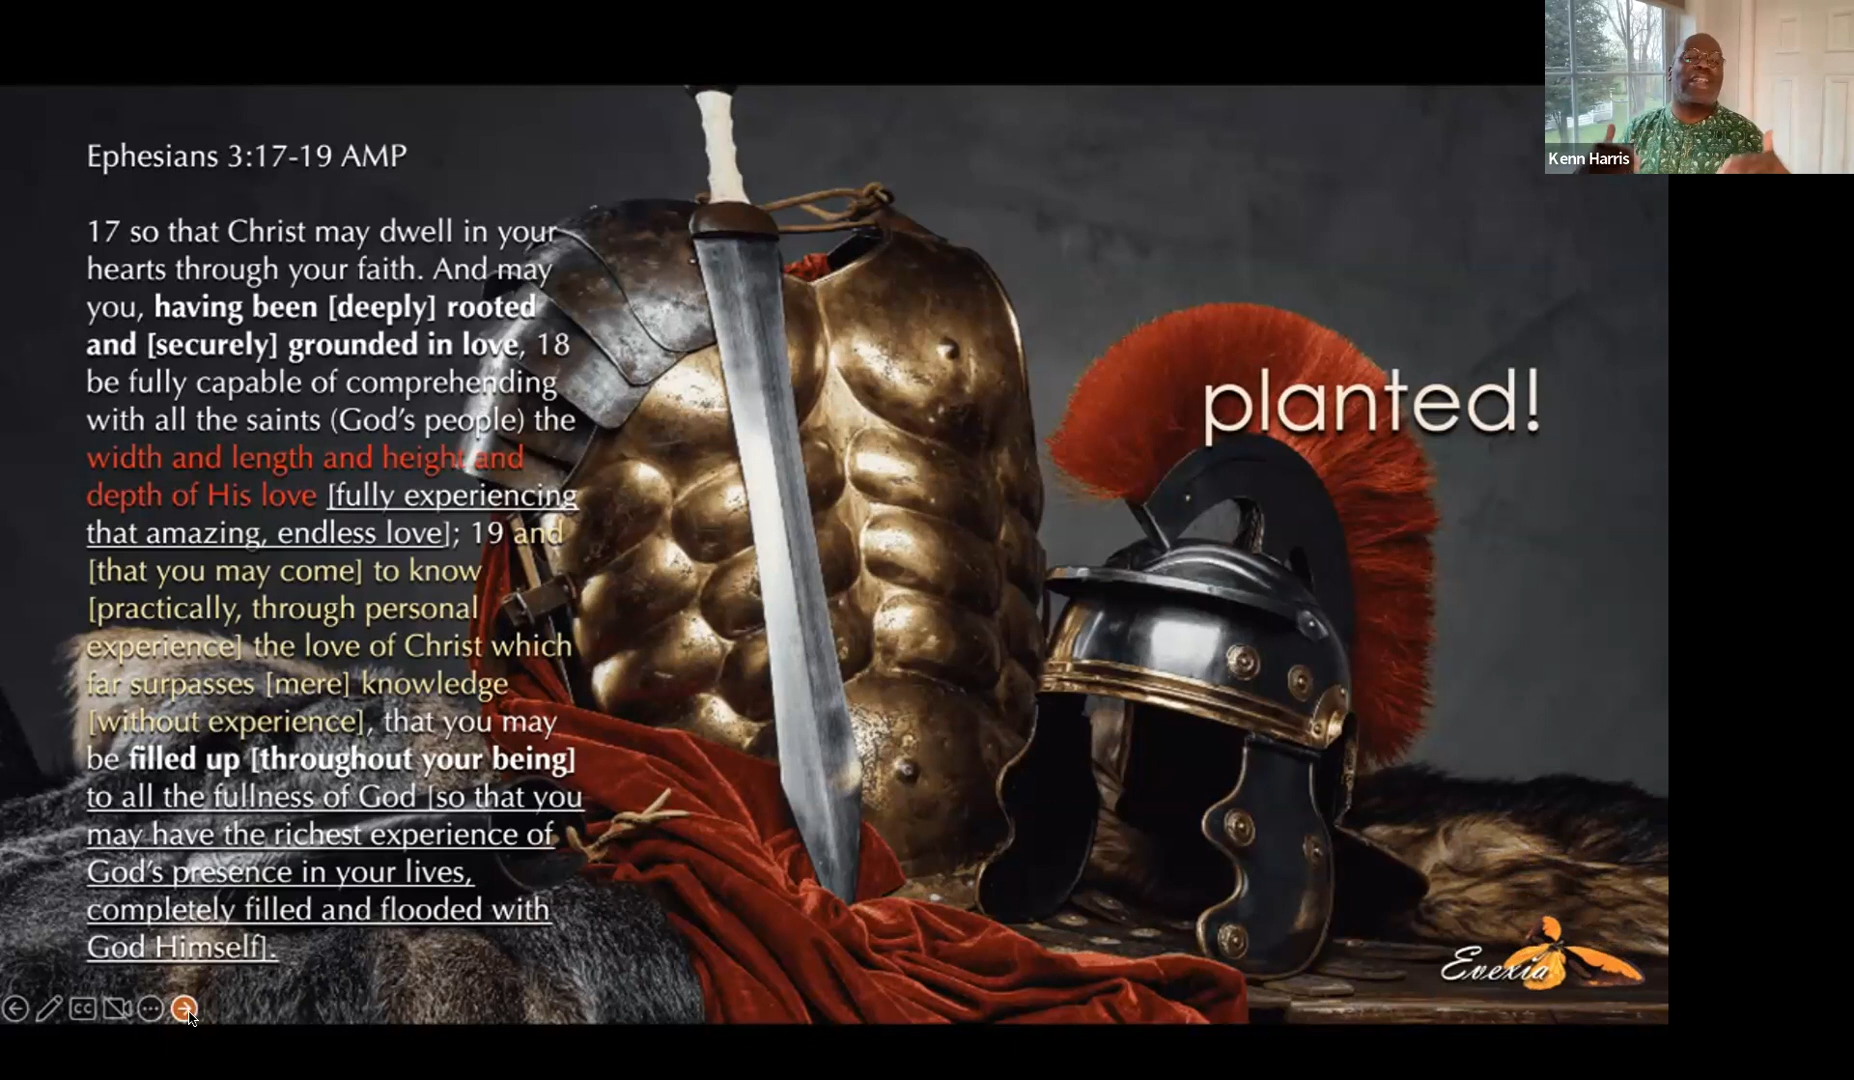 Kenn Harris
Ephesians 3:17-19 AMP
17 so that Christ may dwell in your
hearts through your faith. And may
you, having been [deeply] rooted
and [securely] grounded in love, 18
be fully capable of comprehending
with all the saints (God's people) the
width and length and height and
depth of His love [fully experiencing
that amazing, endless love]; 19 and
[that you may come] to know
[practically, through personal
experience] the love of Christ which
far surpasses [mere] knowledge
[without experience], that you may
be filled up [throughout your being]
to all the fullness of God [so that you
may have the richest experience of
God's presence in your lives,
completely filled and flooded with
God Himself].
planted!
Evexia
CC